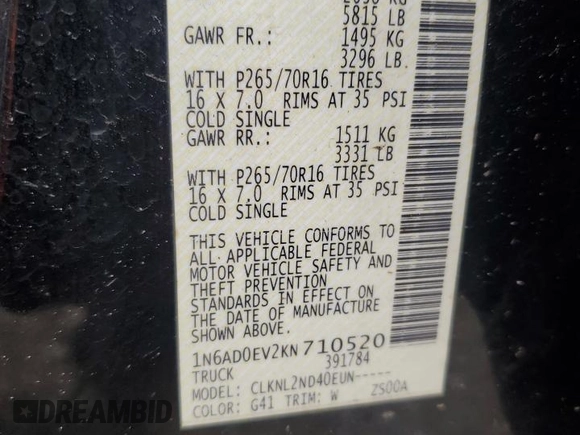 5815 LB
GAWR FR.: 1495 KG
3296 LB
WITH P265/70R16 TIRES
16 X 7.0 RIMS AT 35 PSI
COLD SINGLE
GAWR RR.: 1511 KG
3331 LB
WITH P265/70R16 TIRES
16 X 7.0 RIMS AT 35 PSI
COLD SINGLE
THIS VEHICLE CONFORMS TO
ALL APPLICABLE FEDERAL
MOTOR VEHICLE SAFETY AND
THEFT PREVENTION
STANDARDS IN EFFECT ON
THE DATE OF MANUFACTURE
SHOWN ABOVE.
1N6AD0EV2KN710520
TRUCK 391784
MODEL: CLKNL2ND40EUN-----
COLOR: G41 TRIM: W Z500A
DREAMBID